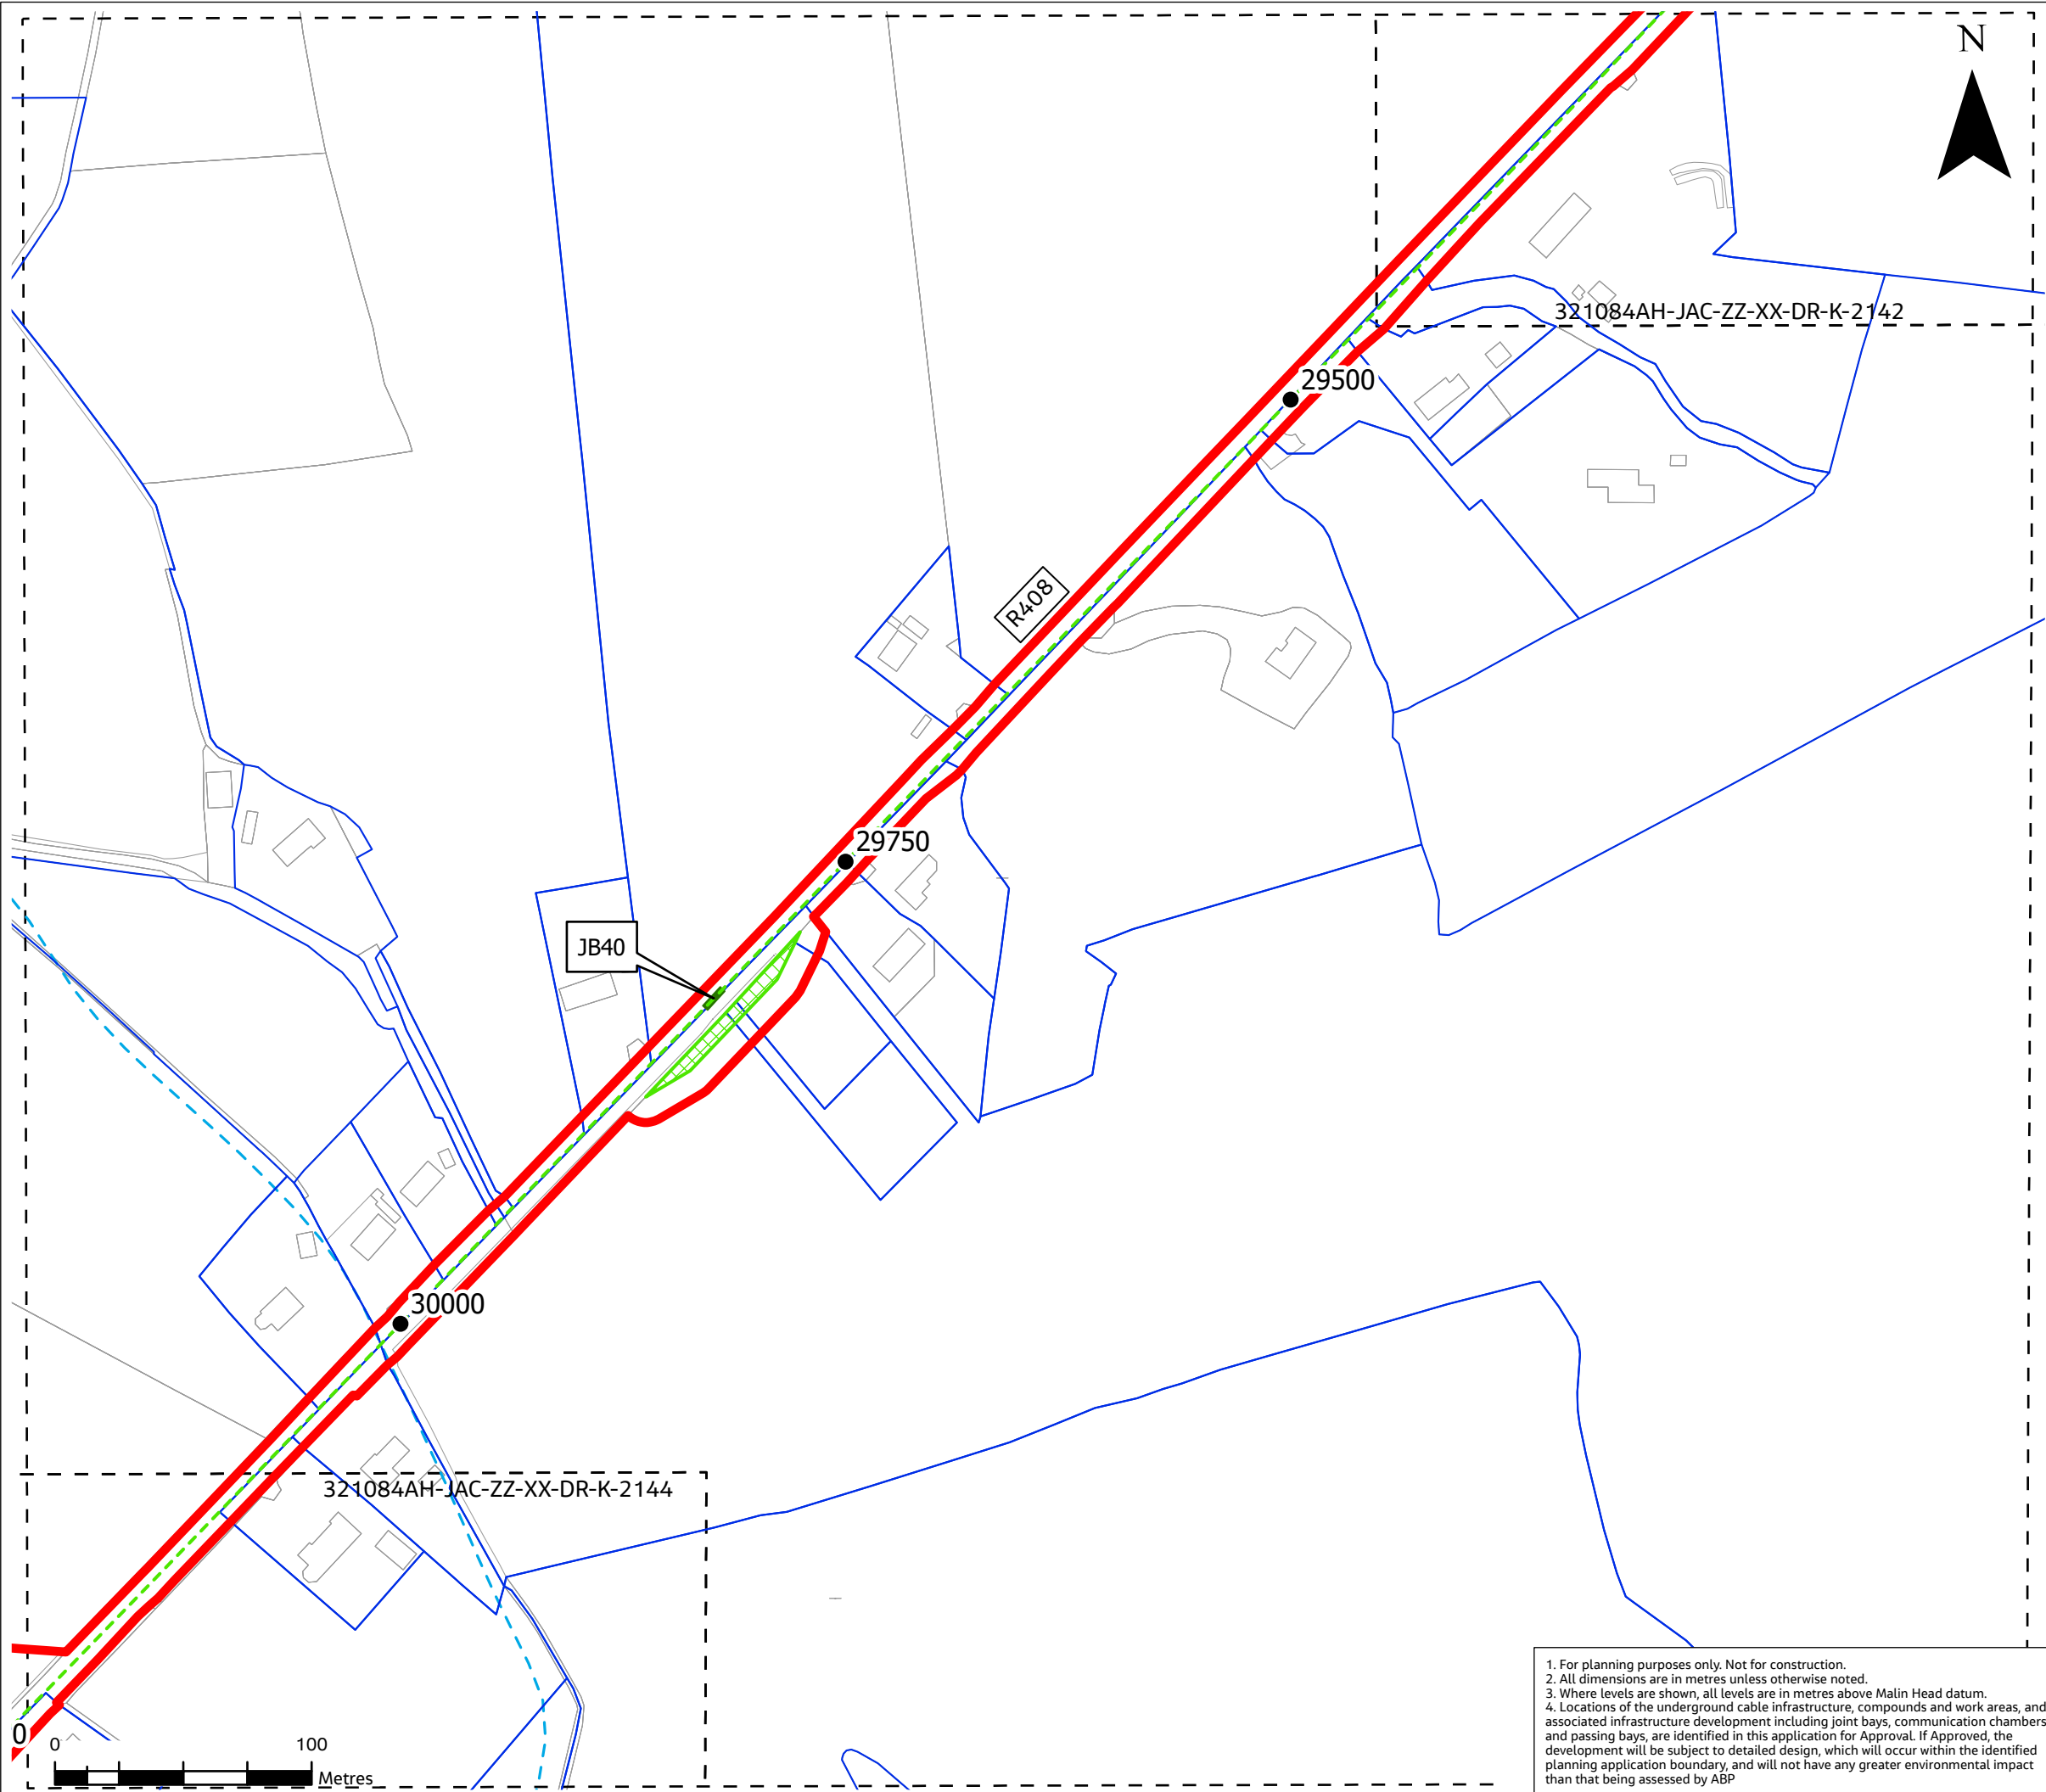 N
321084AH-JAC-ZZ-XX-DR-K-2142
29500
R408
29750
JB40
30000
321084AH-JAC-ZZ-XX-DR-K-2144
0
0 100
Metres
1. For planning purposes only. Not for construction.
2. All dimensions are in metres unless otherwise noted.
3. Where levels are shown, all levels are in metres above Malin Head datum.
4. Locations of the underground cable infrastructure, compounds and work areas, and
associated infrastructure development including joint bays, communication chambers
and passing bays, are identified in this application for Approval. If Approved, the
development will be subject to detailed design, which will occur within the identified
planning application boundary, and will not have any greater environmental impact
than that being assessed by ABP